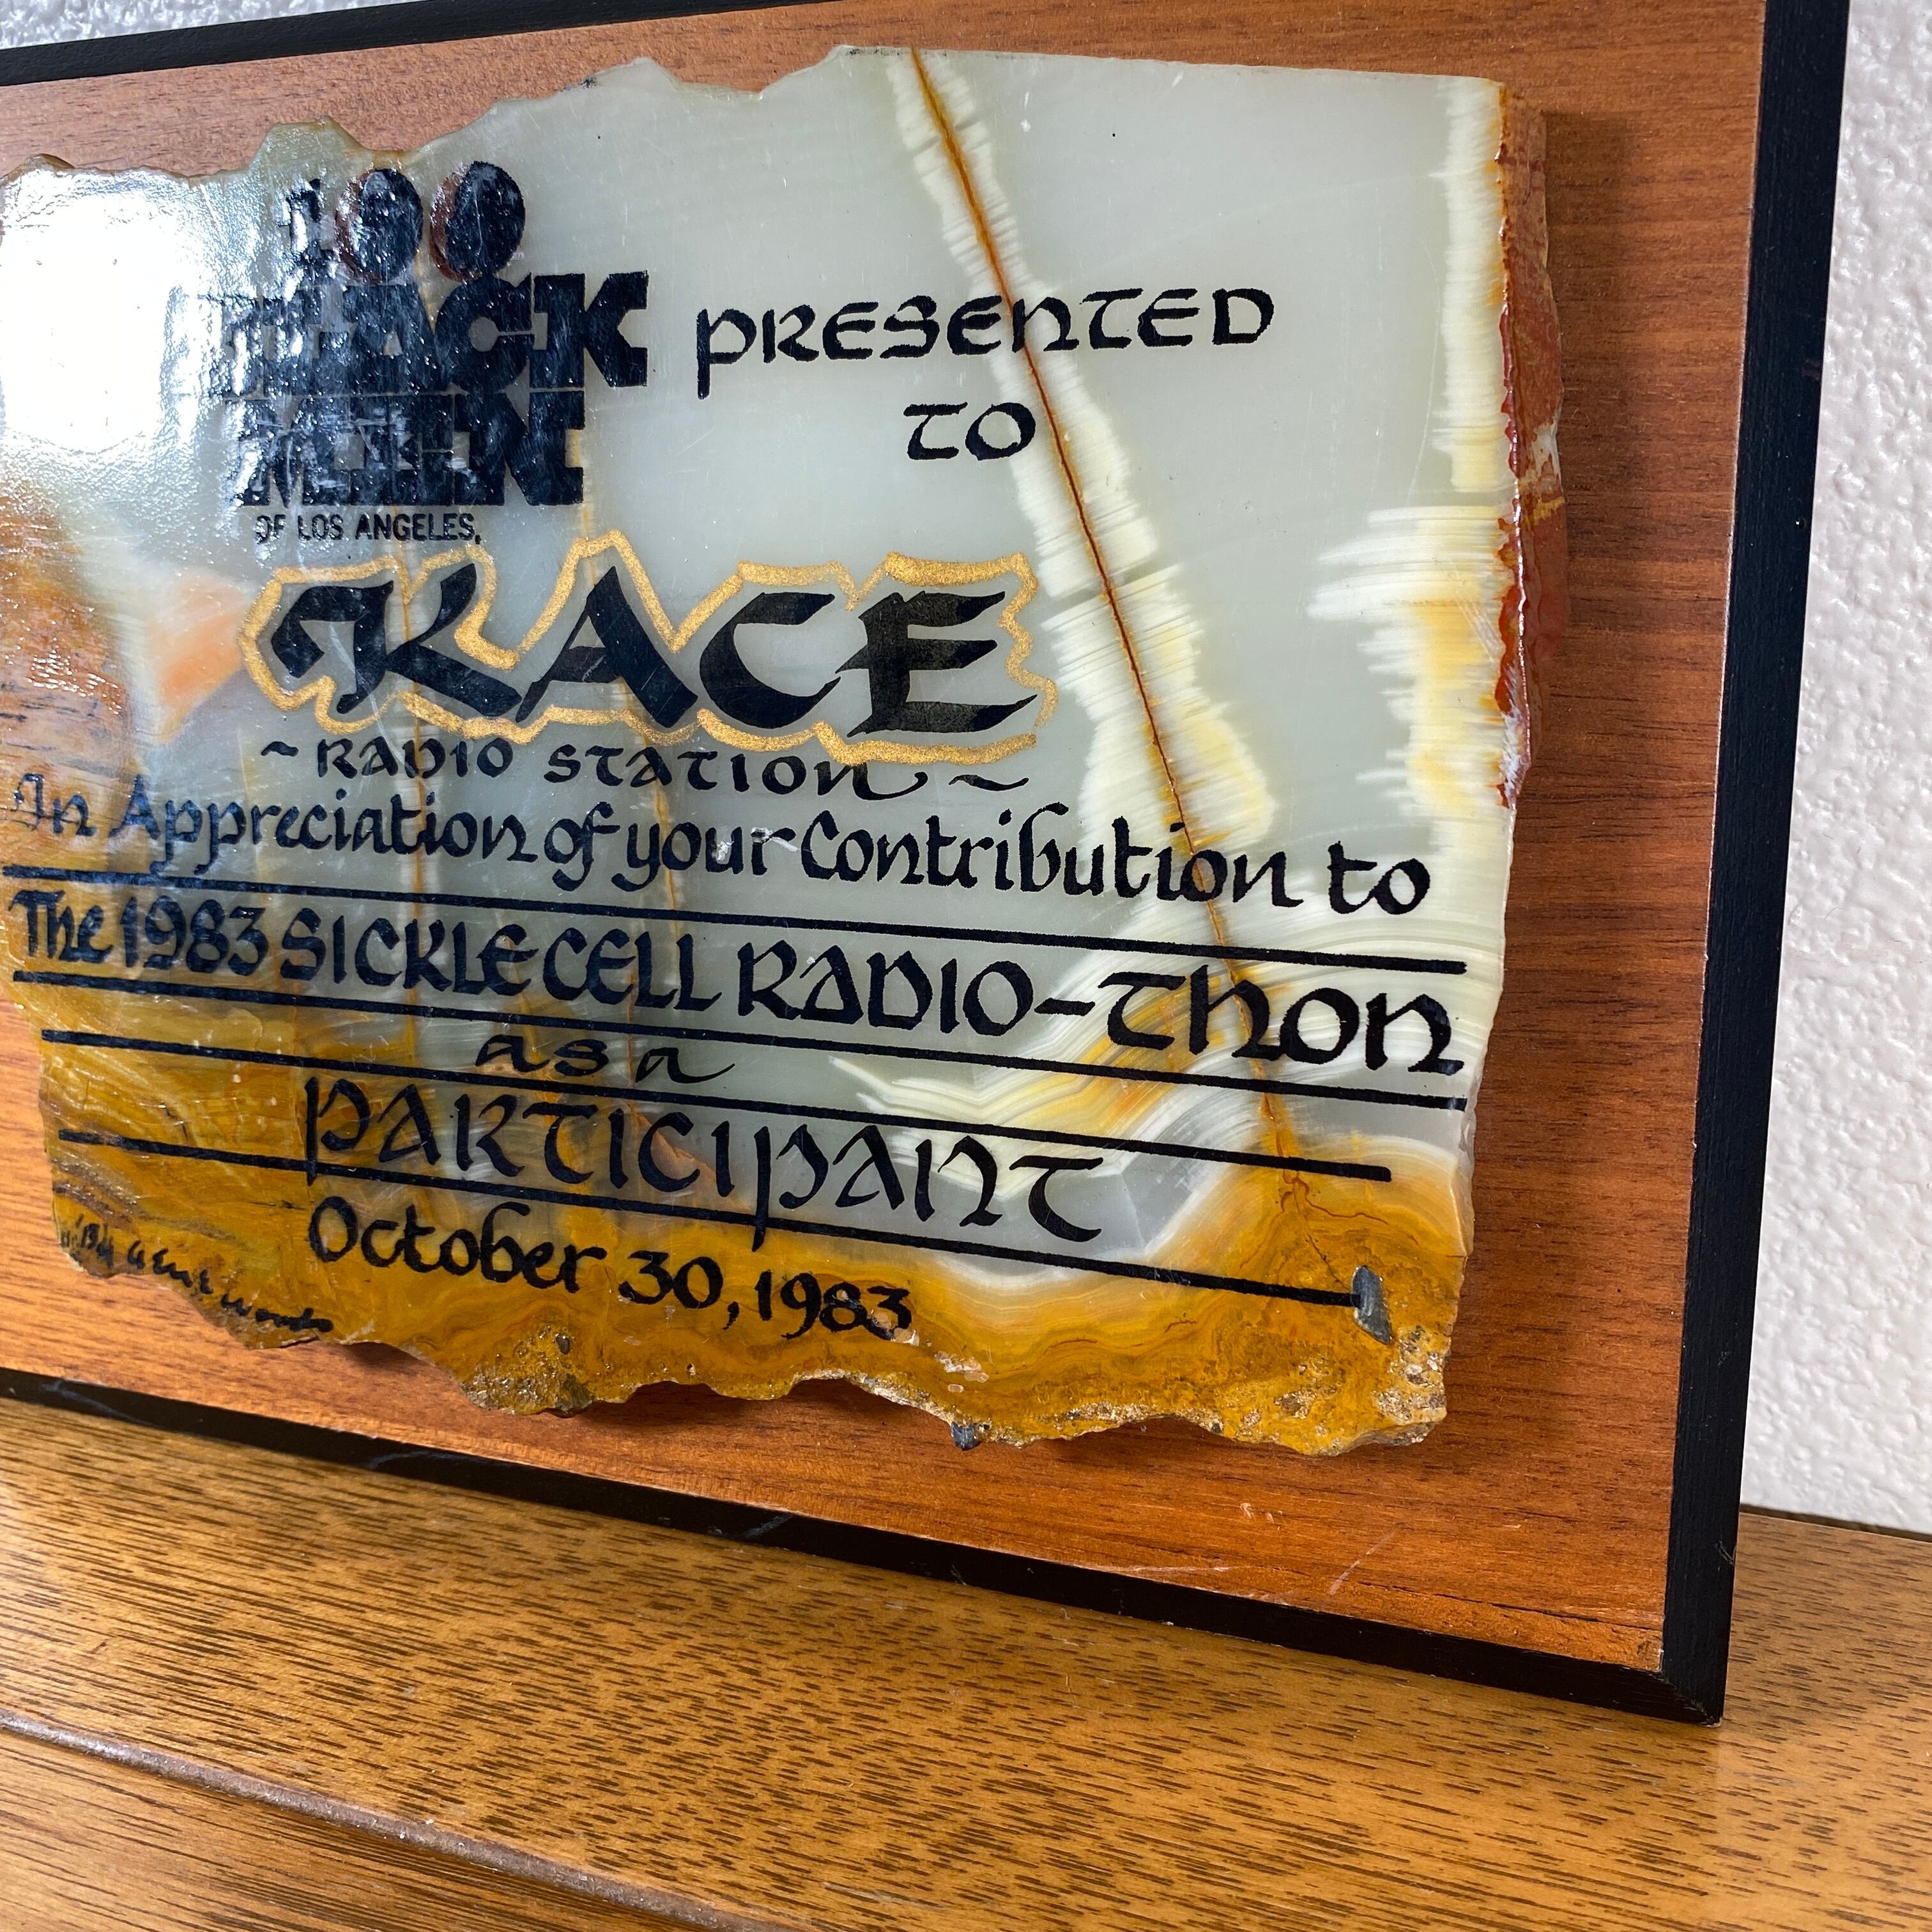 100
BLACK
MEN
OF LOS ANGELES,
PRESENTED
TO
KACE
~ RADIO STATION ~
In Appreciation of your Contribution to
The 1983 SICKLE CELL RADIO-THON
as a
PARTICIPANT
October 30, 1983
Woods